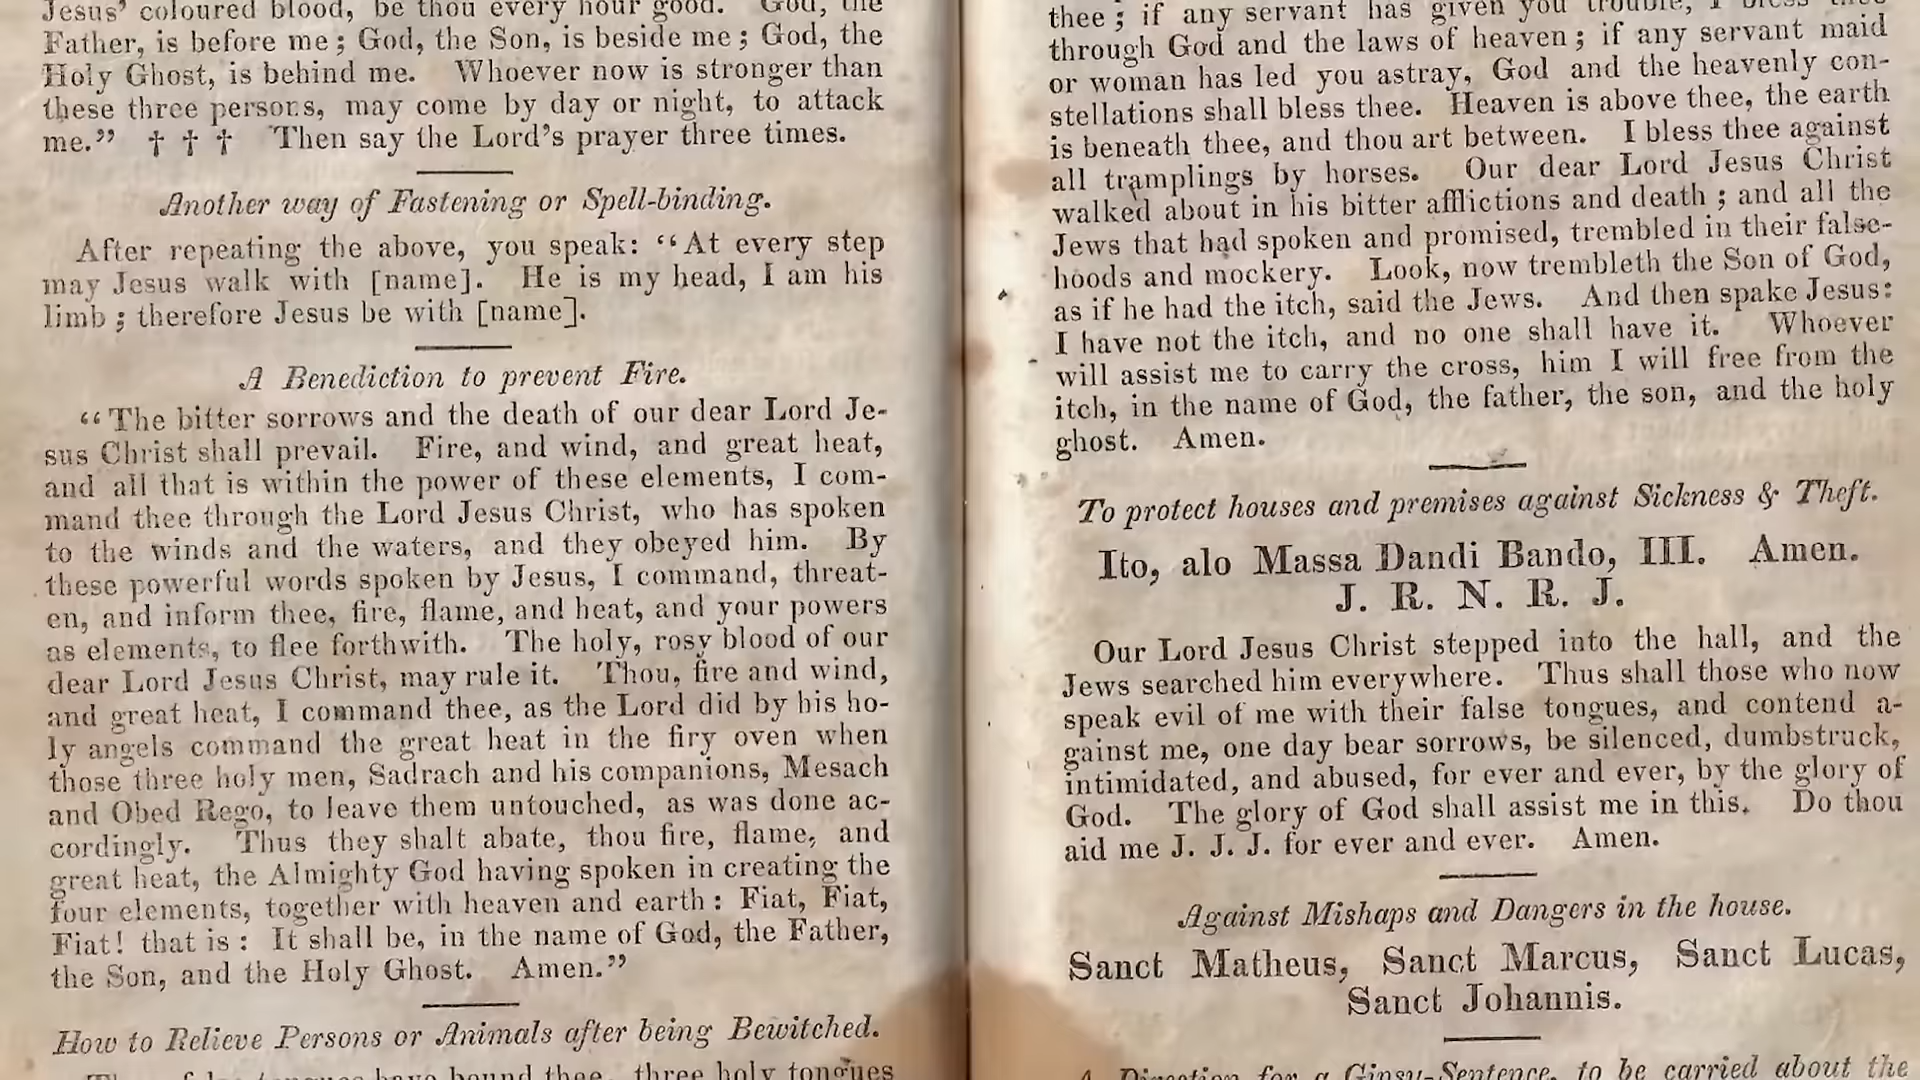 Jesus' coloured blood, be thou every hour good. God, the
Father, is before me; God, the Son, is beside me; God, the
Holy Ghost, is behind me. Whoever now is stronger than
these three persons, may come by day or night, to attack
me.” † † † Then say the Lord's prayer three times.
Another way of Fastening or Spell-binding.
After repeating the above, you speak: “At every step
may Jesus walk with [name]. He is my head, I am his
limb; therefore Jesus be with [name].
A Benediction to prevent Fire.
“The bitter sorrows and the death of our dear Lord Je-
sus Christ shall prevail. Fire, and wind, and great heat,
and all that is within the power of these elements, I com-
mand thee through the Lord Jesus Christ, who has spoken
to the winds and the waters, and they obeyed him. By
these powerful words spoken by Jesus, I command, threat-
en, and inform thee, fire, flame, and heat, and your powers
as elements, to flee forthwith. The holy, rosy blood of our
dear Lord Jesus Christ, may rule it. Thou, fire and wind,
and great heat, I command thee, as the Lord did by his ho-
ly angels command the great heat in the firy oven when
those three holy men, Sadrach and his companions, Mesach
and Obed Rego, to leave them untouched, as was done ac-
cordingly. Thus they shalt abate, thou fire, flame, and
great heat, the Almighty God having spoken in creating the
four elements, together with heaven and earth: Fiat, Fiat,
Fiat! that is: It shall be, in the name of God, the Father,
the Son, and the Holy Ghost. Amen.”
How to Relieve Persons or Animals after being Bewitched.
have bound thee, three holy tongues
thee; if any servant has given you trouble, I bless thee
through God and the laws of heaven; if any servant maid
or woman has led you astray, God and the heavenly con-
stellations shall bless thee. Heaven is above thee, the earth
is beneath thee, and thou art between. I bless thee against
all tramplings by horses. Our dear Lord Jesus Christ
walked about in his bitter afflictions and death; and all the
Jews that had spoken and promised, trembled in their false-
hoods and mockery. Look, now trembleth the Son of God,
as if he had the itch, said the Jews. And then spake Jesus:
I have not the itch, and no one shall have it. Whoever
will assist me to carry the cross, him I will free from the
itch, in the name of God, the father, the son, and the holy
ghost. Amen.
To protect houses and premises against Sickness & Theft.
Ito, alo Massa Dandi Bando, III. Amen.
J. R. N. R. J.
Our Lord Jesus Christ stepped into the hall, and the
Jews searched him everywhere. Thus shall those who now
speak evil of me with their false tongues, and contend a-
gainst me, one day bear sorrows, be silenced, dumbstruck,
intimidated, and abused, for ever and ever, by the glory of
God. The glory of God shall assist me in this. Do thou
aid me J. J. J. for ever and ever. Amen.
Against Mishaps and Dangers in the house.
Sanct Matheus, Sanct Marcus, Sanct Lucas,
Sanct Johannis.
A Direction for a Gipsy-Sentence, to be carried about the